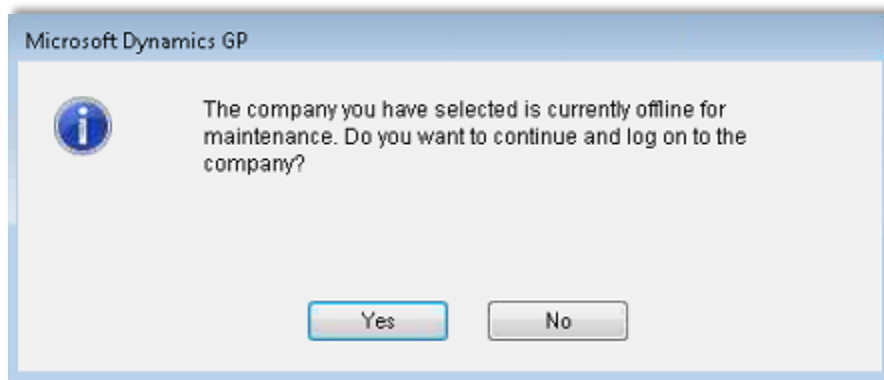 Microsoft Dynamics GP
The company you have selected is currently offline for
maintenance. Do you want to continue and log on to the
company?
Yes
No